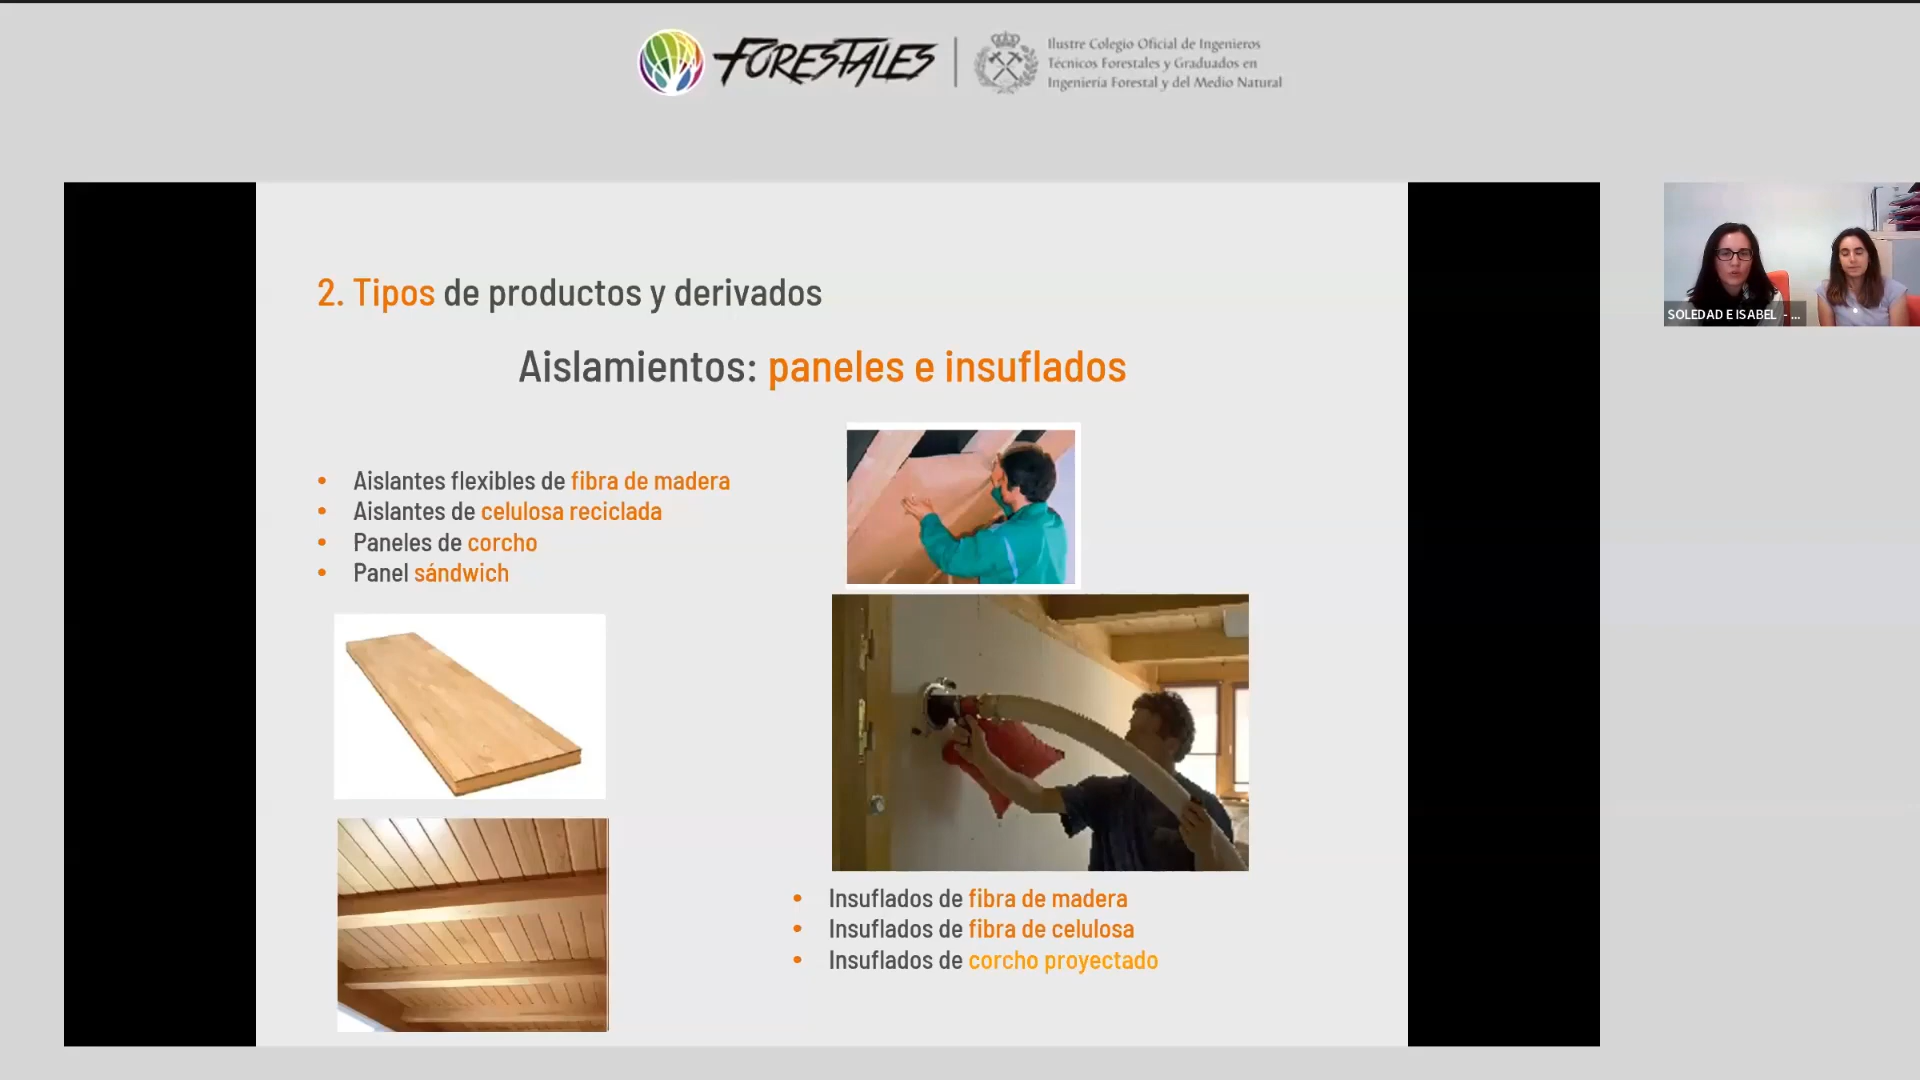 FORESTALES
Ilustre Colegio Oficial de Ingenieros
Técnicos Forestales y Graduados en
Ingeniería Forestal y del Medio Natural
2. Tipos de productos y derivados
Aislamientos: paneles e insuflados
• Aislantes flexibles de fibra de madera
• Aislantes de celulosa reciclada
• Paneles de corcho
• Panel sándwich
• Insuflados de fibra de madera
• Insuflados de fibra de celulosa
• Insuflados de corcho proyectado
SOLEDAD E ISABEL - ...